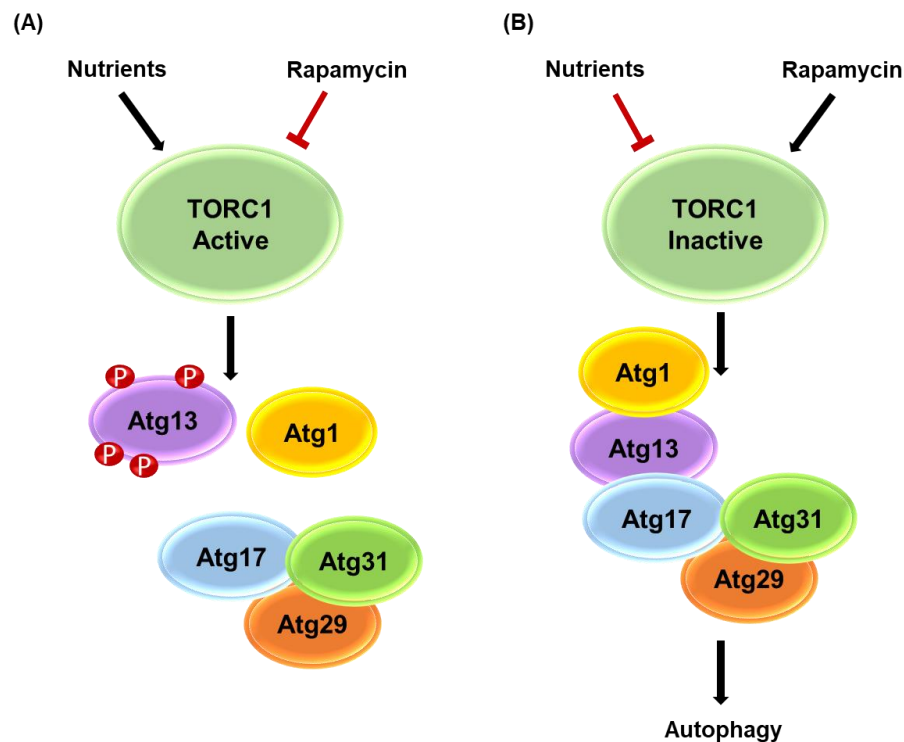 (A)
Nutrients
Rapamycin
TORC1
Active
P
P
Atg13
Atg1
P
P
Atg17
Atg31
Atg29
(B)
Nutrients
Rapamycin
TORC1
Inactive
Atg1
Atg13
Atg17
Atg31
Atg29
Autophagy